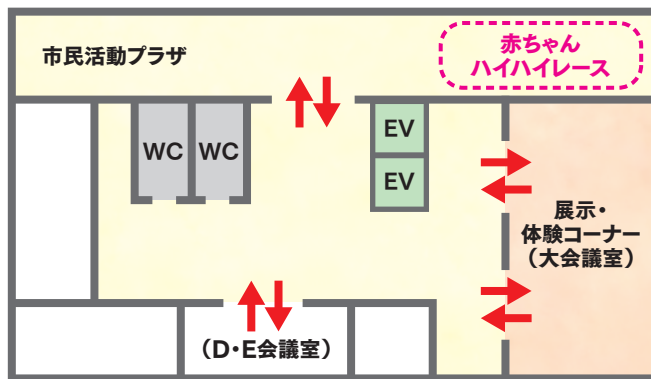 市民活動プラザ
赤ちゃん
ハイハイレース
WC
WC
EV
EV
展示・
体験コーナー
（大会議室）
（D・E会議室）